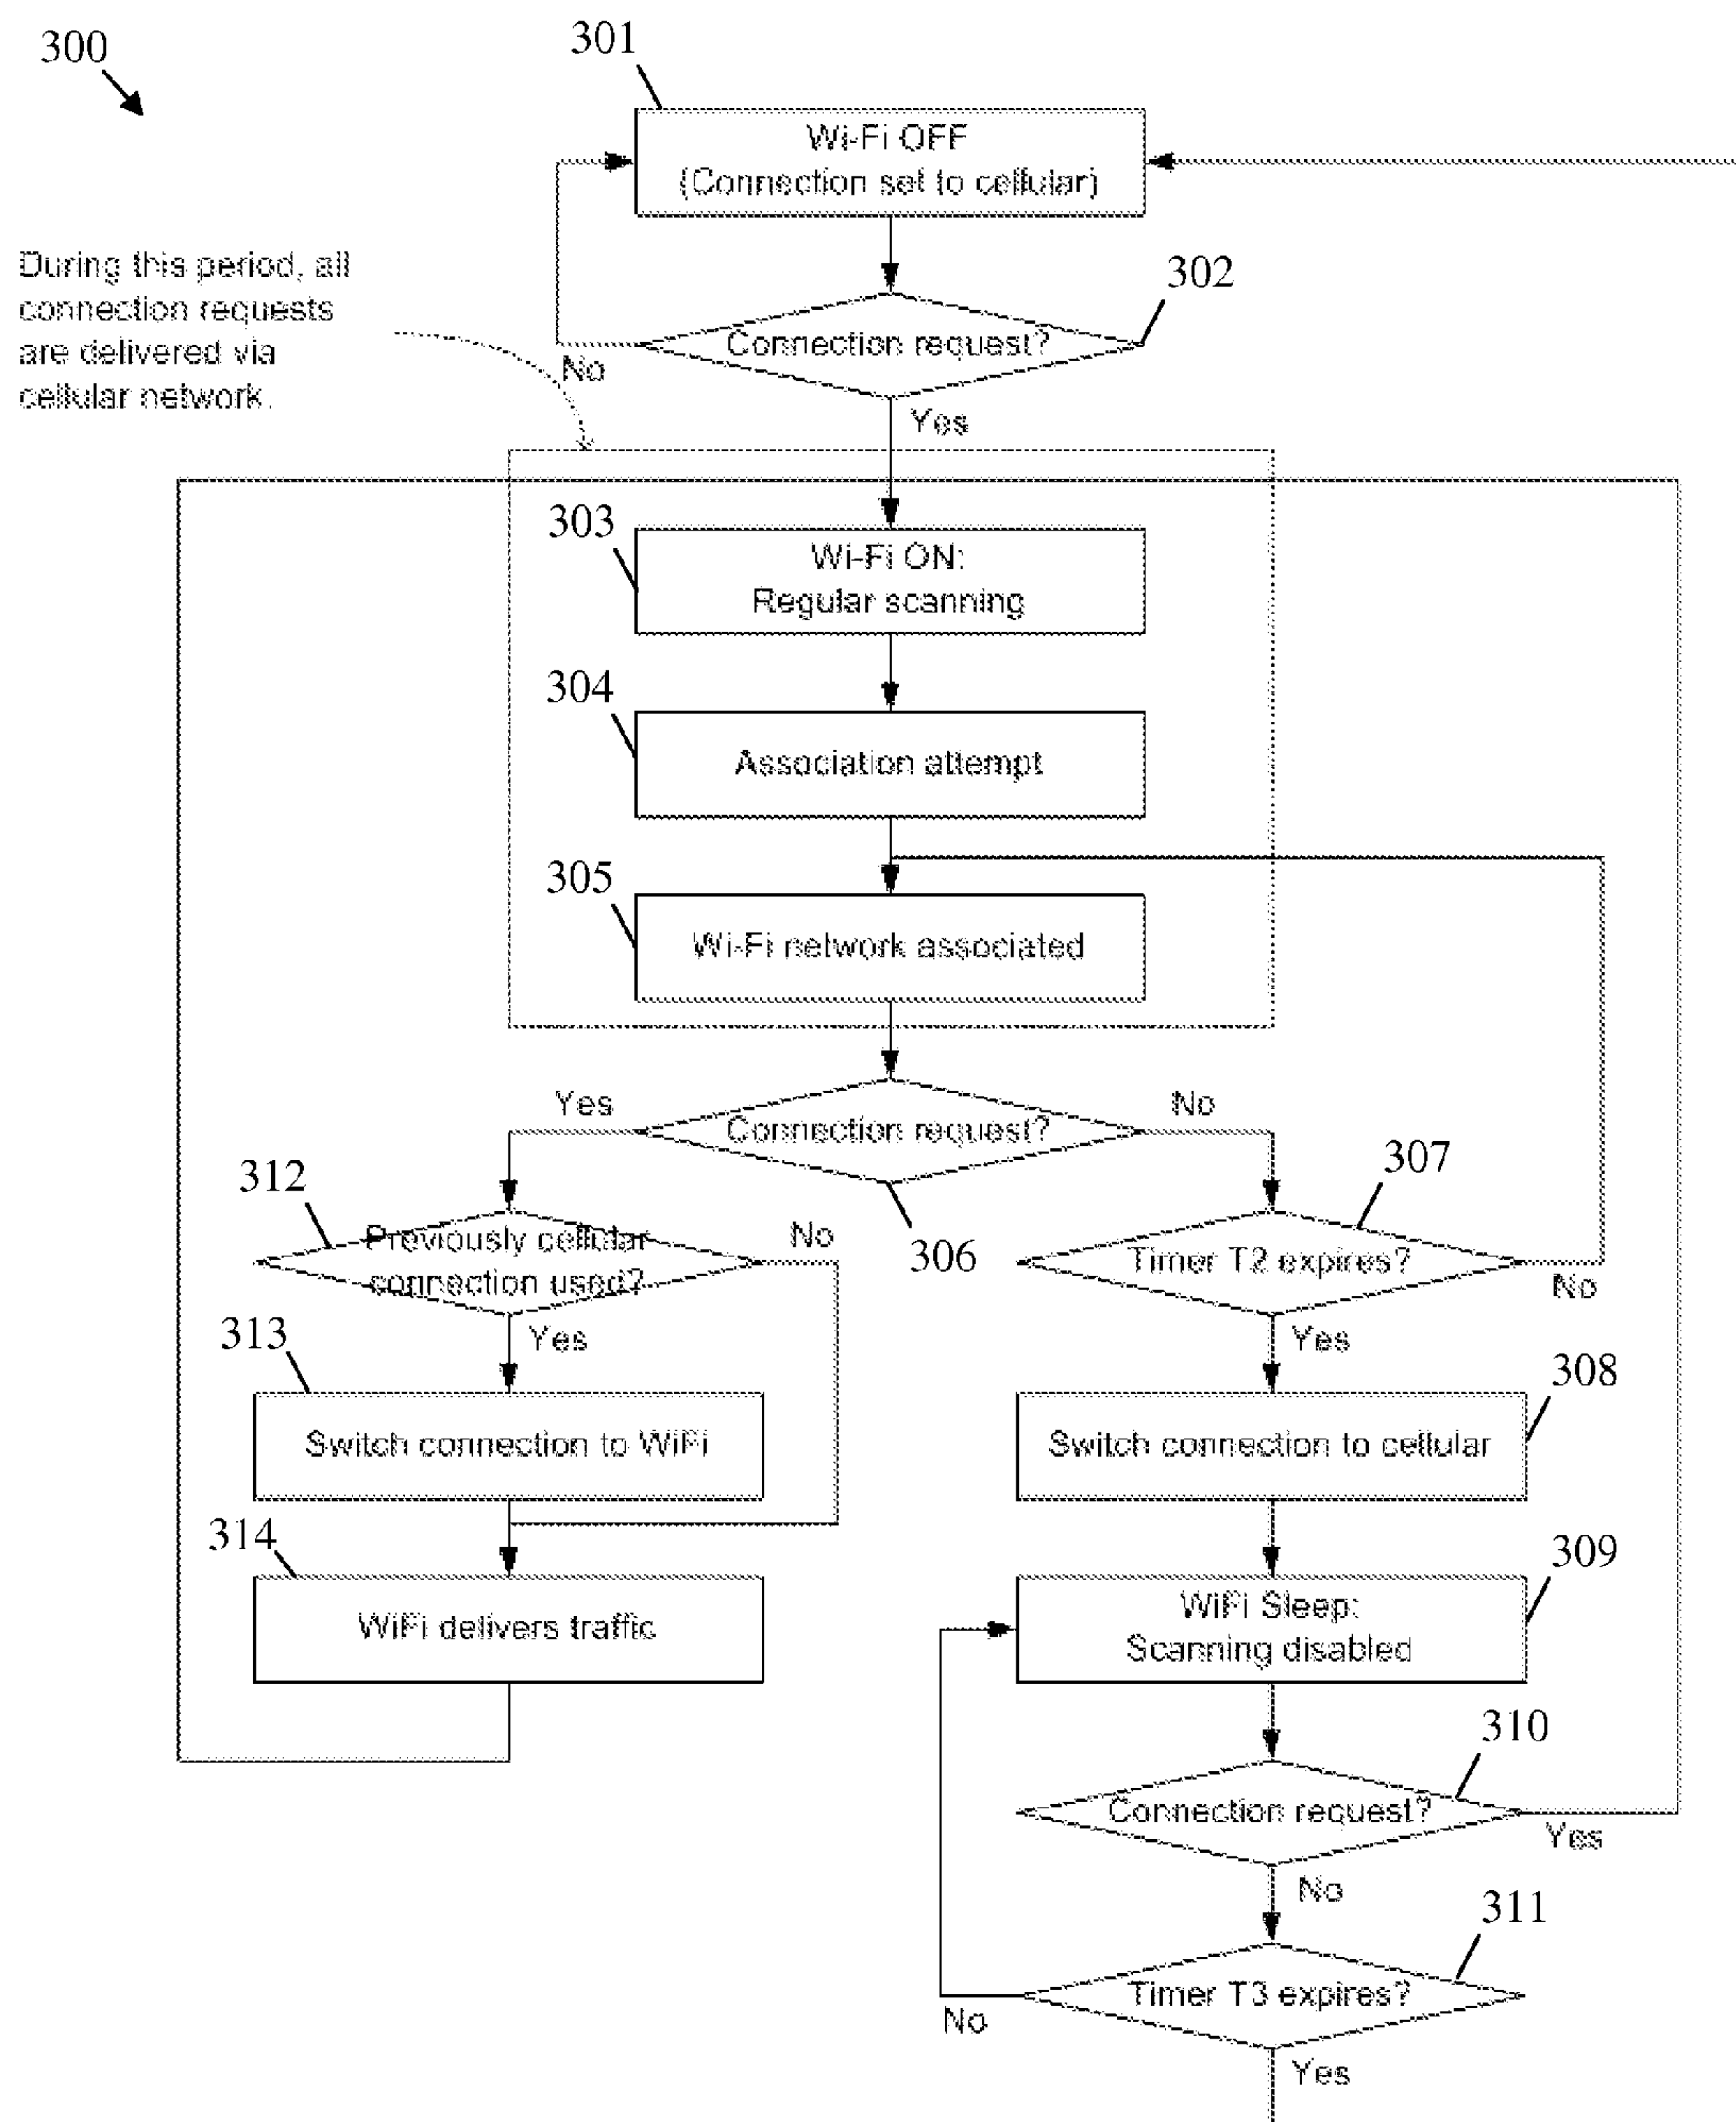 300
301
Wi-Fi OFF
(Connection set to cellular)
During this period, all
connection requests
are delivered via
cellular network.
302
Connection request?
No
Yes
303
Wi-Fi ON:
Regular scanning
304
Association attempt
305
Wi-Fi network associated
Yes
No
Connection request?
306
312
Previously cellular
connection used?
No
Yes
307
Timer T2 expires?
No
Yes
313
Switch connection to WiFi
308
Switch connection to cellular
314
WiFi delivers traffic
309
WiFi Sleep:
Scanning disabled
310
Connection request?
Yes
No
311
Timer T3 expires?
No
Yes